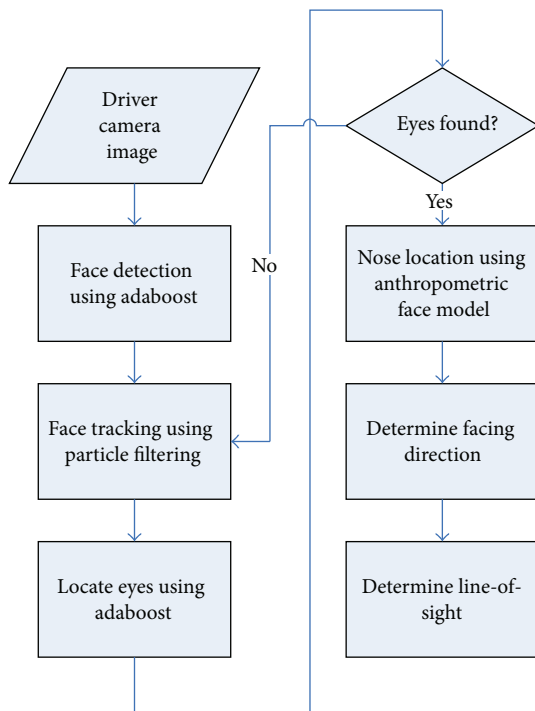 Driver
camera
image
Face detection
using adaboost
Face tracking using
particle filtering
Locate eyes using
adaboost
Eyes found?
No
Yes
Nose location using
anthropometric
face model
Determine facing
direction
Determine line-of-
sight